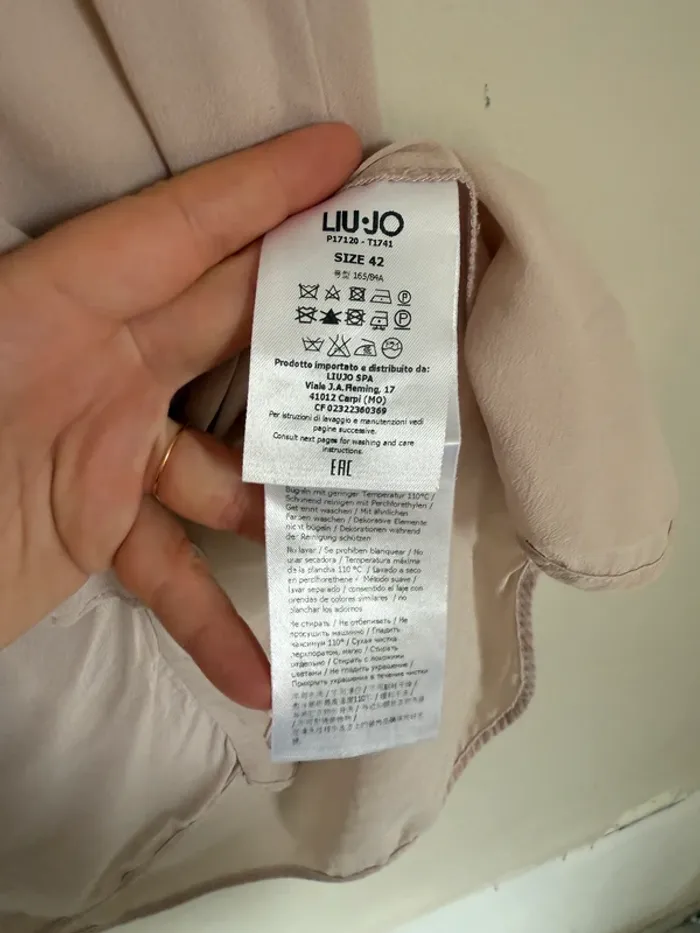 LIU·JO
P17120 - T1741
SIZE 42
号型 165/84A
P
P
Prodotto importato e distribuito da:
LIUJO SPA
Viale J.A.Fleming, 17
41012 Carpi (MO)
CF 02322360369
Per istruzioni di lavaggio e manutenzioni vedi
pagine successive.
Consult next pages for washing and care
instructions.
EAC
Bügeln mit geringer Temperatur 110°C /
Schonend reinigen mit Perchlorethylen /
Getrennt waschen / Mit ähnlichen
Farben waschen / Dekorative Elemente
nicht bügeln / Dekorationen während
der Reinigung schützen
No lavar / Se prohiben blanquear / No
usar secadora / Temperatura máxima
de la plancha 110 °C / lavado a seco
en perclhorethene - Método suave /
lavar separado / consentido el laje non
prendas de colores similares / no
planchar los adornos
Не стирать / Не отбеливать / Не
просушить машинно / Гладить
максимум 110° / Сухая чистка
перхлоратом, мягко / Стирать
отдельно / Стирать с похожими
цветами / Не гладить украшение /
Прикрыть украшения в течение чистки